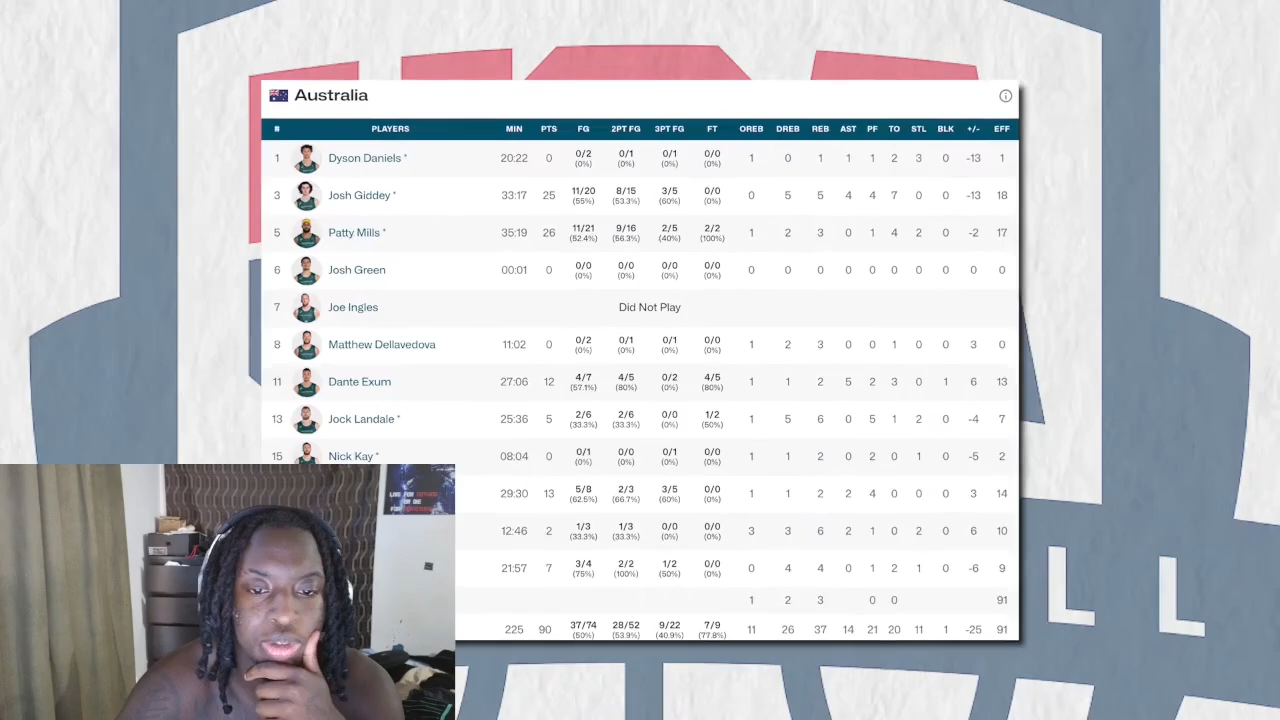 Australia
# PLAYERS MIN PTS FG 2PT FG 3PT FG FT OREB DREB REB AST PF TO STL BLK +/- EFF
1 Dyson Daniels * 20:22 0 0/2 (0%) 0/1 (0%) 0/1 (0%) 0/0 (0%) 1 0 1 1 1 2 3 0 -13 1
3 Josh Giddey * 33:17 25 11/20 (55%) 8/15 (53.3%) 3/5 (60%) 0/0 (0%) 0 5 5 4 4 7 0 0 -13 18
5 Patty Mills * 35:19 26 11/21 (52.4%) 9/16 (56.3%) 2/5 (40%) 2/2 (100%) 1 2 3 0 1 4 2 0 -2 17
6 Josh Green 00:01 0 0/0 (0%) 0/0 (0%) 0/0 (0%) 0/0 (0%) 0 0 0 0 0 0 0 0 0 0
7 Joe Ingles Did Not Play
8 Matthew Dellavedova 11:02 0 0/2 (0%) 0/1 (0%) 0/1 (0%) 0/0 (0%) 1 2 3 0 0 1 0 0 3 0
11 Dante Exum 27:06 12 4/7 (57.1%) 4/5 (80%) 0/2 (0%) 4/5 (80%) 1 1 2 5 2 3 0 1 6 13
13 Jock Landale * 25:36 5 2/6 (33.3%) 2/6 (33.3%) 0/0 (0%) 1/2 (50%) 1 5 6 0 5 1 2 0 -4 7
15 Nick Kay * 08:04 0 0/1 (0%) 0/0 (0%) 0/1 (0%) 0/0 (0%) 1 1 2 0 2 0 1 0 -5 2
29:30 13 5/8 (62.5%) 2/3 (66.7%) 3/5 (60%) 0/0 (0%) 1 1 2 2 4 0 0 0 3 14
12:46 2 1/3 (33.3%) 1/3 (33.3%) 0/0 (0%) 0/0 (0%) 3 3 6 2 1 0 2 0 6 10
21:57 7 3/4 (75%) 2/2 (100%) 1/2 (50%) 0/0 (0%) 0 4 4 0 1 2 1 0 -6 9
1 2 3 0 0 91
225 90 37/74 (50%) 28/52 (53.9%) 9/22 (40.9%) 7/9 (77.8%) 11 26 37 14 21 20 11 1 -25 91
LIVE FOR NOTHING
OR DIE
FOR SOMETHING
L L